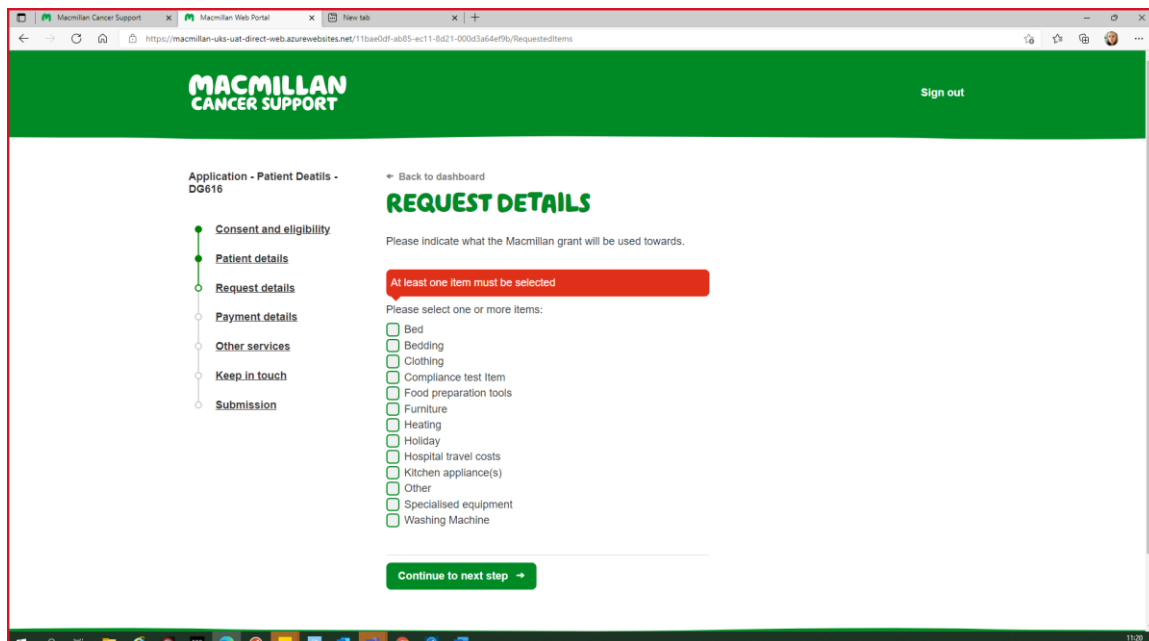 Macmillan Cancer Support
Macmillan Web Portal
New tab
https://macmillan-uks-uat-direct-web.azurewebsites.net/11bae0df-ab85-ec11-8d21-000d3a64ef9b/RequestedItems
MACMILLAN
CANCER SUPPORT
Sign out
Application - Patient Deatils -
DG616
Consent and eligibility
Patient details
Request details
Payment details
Other services
Keep in touch
Submission
Back to dashboard
REQUEST DETAILS
Please indicate what the Macmillan grant will be used towards.
At least one item must be selected
Please select one or more items:
Bed
Bedding
Clothing
Compliance test Item
Food preparation tools
Furniture
Heating
Holiday
Hospital travel costs
Kitchen appliance(s)
Other
Specialised equipment
Washing Machine
Continue to next step →
11:20